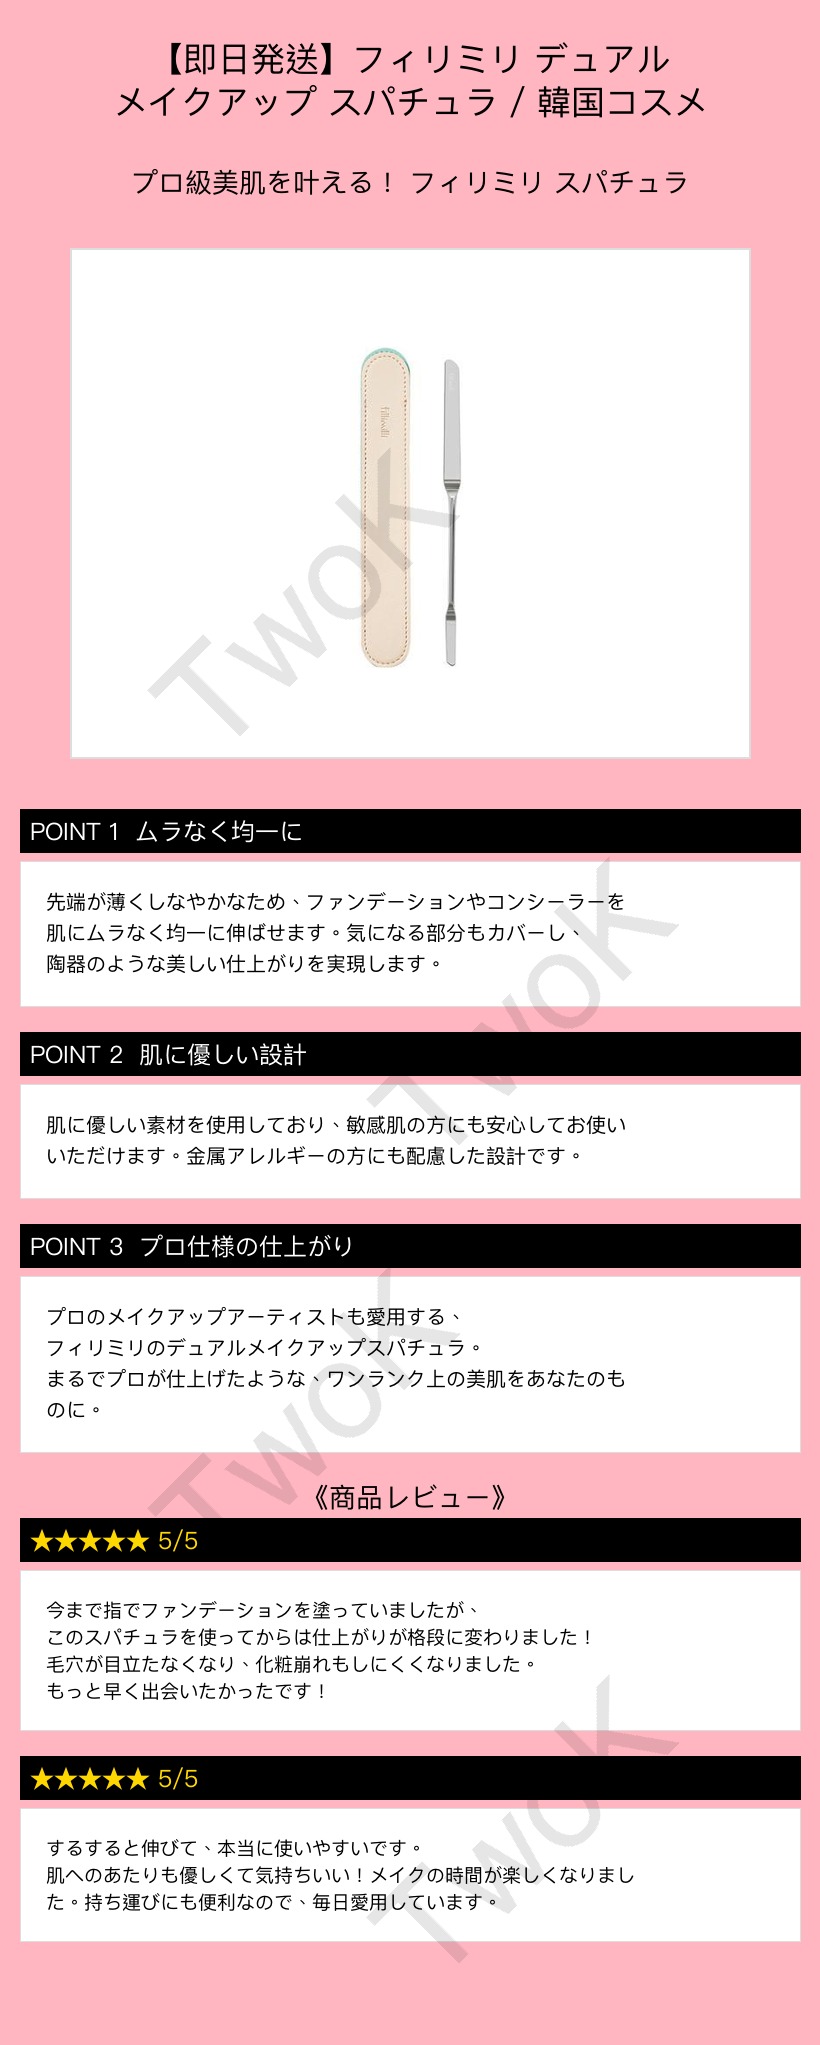 【即日発送】フィリミリ デュアル
メイクアップ スパチュラ / 韓国コスメ
プロ級美肌を叶える！ フィリミリ スパチュラ
fillimilli
TwoK
POINT 1 ムラなく均一に
先端が薄くしなやかなため、ファンデーションやコンシーラーを
肌にムラなく均一に伸ばせます。気になる部分もカバーし、
陶器のような美しい仕上がりを実現します。
TwoK
POINT 2 肌に優しい設計
肌に優しい素材を使用しており、敏感肌の方にも安心してお使い
いただけます。金属アレルギーの方にも配慮した設計です。
POINT 3 プロ仕様の仕上がり
プロのメイクアップアーティストも愛用する、
フィリミリのデュアルメイクアップスパチュラ。
まるでプロが仕上げたような、ワンランク上の美肌をあなたのも
のに。
TwoK
《商品レビュー》
★★★★★ 5/5
今まで指でファンデーションを塗っていましたが、
このスパチュラを使ってからは仕上がりが格段に変わりました！
毛穴が目立たなくなり、化粧崩れもしにくくなりました。
もっと早く出会いたかったです！
★★★★★ 5/5
するすると伸びて、本当に使いやすいです。
肌へのあたりも優しくて気持ちいい！メイクの時間が楽しくなりまし
た。持ち運びにも便利なので、毎日愛用しています。
TwoK